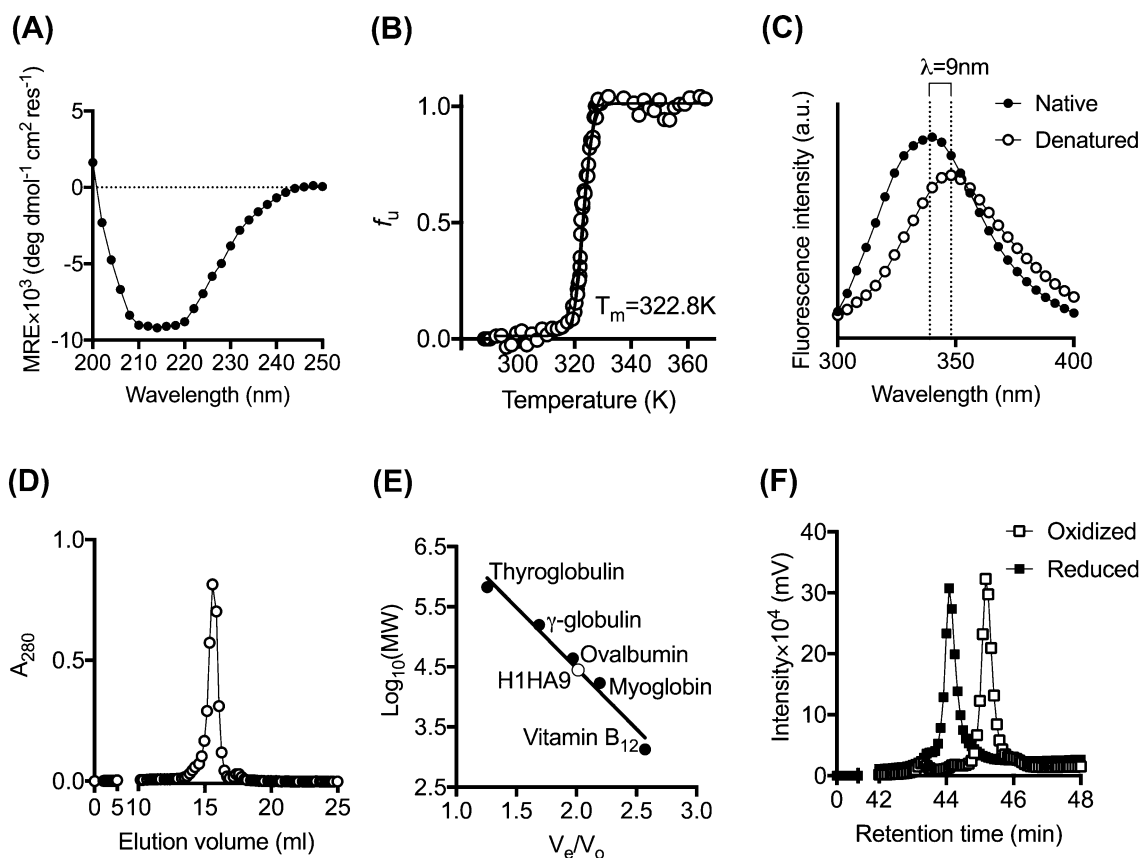 (A)
MRE×10³ (deg dmol⁻¹ cm² res⁻¹)
5
0
-5
-10
200 210 220 230 240 250
Wavelength (nm)
(B)
fᵤ
1.0
0.5
0.0
Tₘ=322.8K
300 320 340 360
Temperature (K)
(C)
λ=9nm
Native
Denatured
Fluorescence intensity (a.u.)
300 350 400
Wavelength (nm)
(D)
A₂₈₀
1.0
0.5
0.0
0 5 10 15 20 25
Elution volume (ml)
(E)
Log₁₀(MW)
6.5
5.5
4.5
3.5
2.5
Thyroglobulin
γ-globulin
Ovalbumin
H1HA9
Myoglobin
Vitamin B₁₂
1.0 1.5 2.0 2.5 3.0
Vₑ/Vₒ
(F)
Oxidized
Reduced
Intensity×10⁴ (mV)
40
30
20
10
0
0 42 44 46 48
Retention time (min)